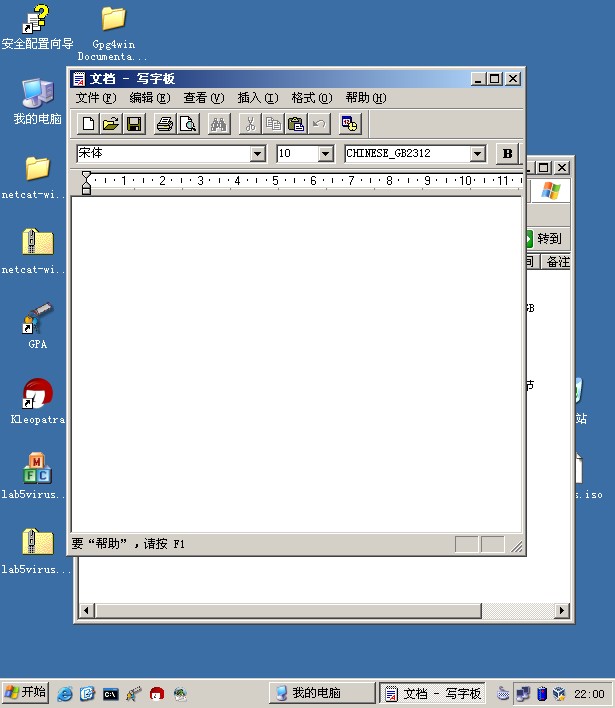 安全配置向导
Gpg4win
Documenta...
我的电脑
netcat-wi...
netcat-wi...
GPA
Kleopatra
lab5virus...
lab5virus...
文档 - 写字板
文件(F) 编辑(E) 查看(V) 插入(I) 格式(O) 帮助(H)
宋体 10 CHINESE_GB2312 B
1 2 3 4 5 6 7 8 9 10 11
要“帮助”，请按 F1
转到
间 备注
GB
节
站
s.iso
开始 我的电脑 文档 - 写字板 22:00